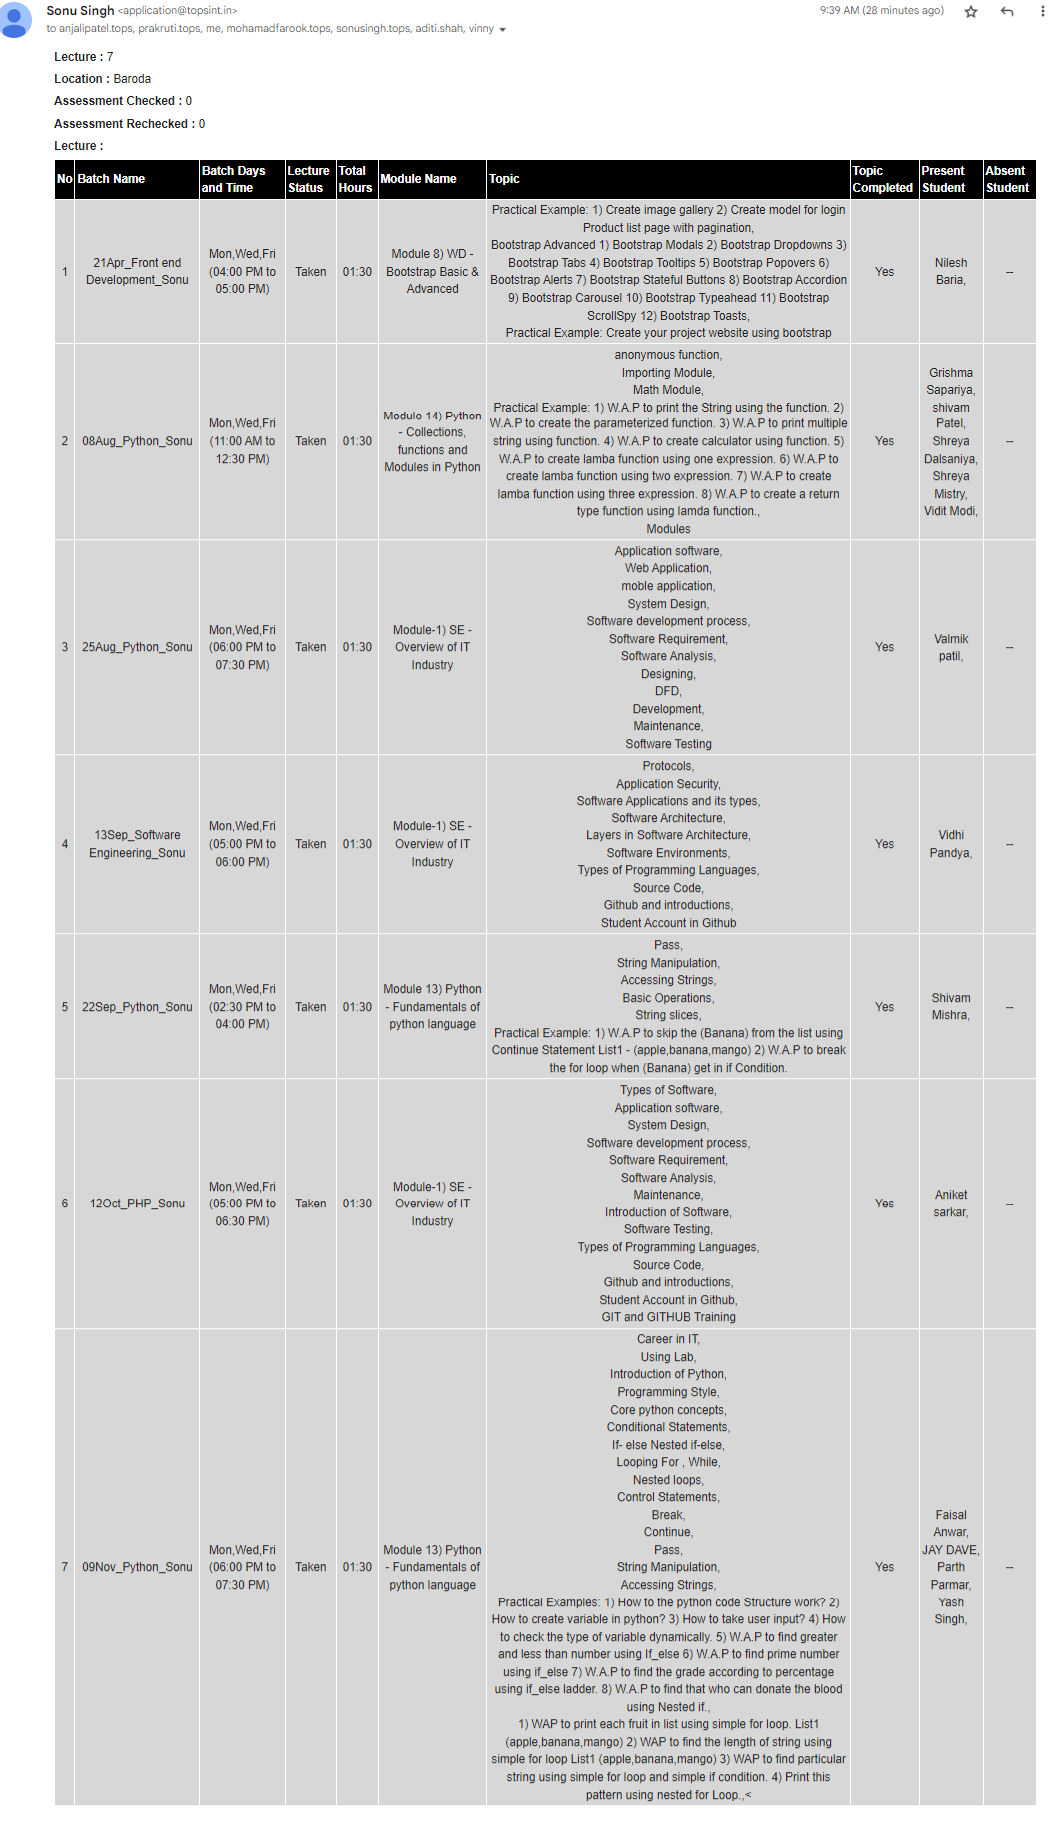 Sonu Singh <application@topsint.in>
9:39 AM (28 minutes ago)
to anjalipatel.tops, prakruti.tops, me, mohamadfarook.tops, sonusingh.tops, aditi.shah, vinny
Lecture : 7
Location : Baroda
Assessment Checked : 0
Assessment Rechecked : 0
Lecture :
No
Batch Name
Batch Days
and Time
Lecture
Status
Total
Hours
Module Name
Topic
Topic
Completed
Present
Student
Absent
Student
1
21Apr_Front end
Development_Sonu
Mon,Wed,Fri
(04:00 PM to
05:00 PM)
Taken
01:30
Module 8) WD -
Bootstrap Basic &
Advanced
Practical Example: 1) Create image gallery 2) Create model for login
Product list page with pagination,
Bootstrap Advanced 1) Bootstrap Modals 2) Bootstrap Dropdowns 3)
Bootstrap Tabs 4) Bootstrap Tooltips 5) Bootstrap Popovers 6)
Bootstrap Alerts 7) Bootstrap Stateful Buttons 8) Bootstrap Accordion
9) Bootstrap Carousel 10) Bootstrap Typeahead 11) Bootstrap
ScrollSpy 12) Bootstrap Toasts,
Practical Example: Create your project website using bootstrap
Yes
Nilesh
Baria,
--
2
08Aug_Python_Sonu
Mon,Wed,Fri
(11:00 AM to
12:30 PM)
Taken
01:30
Module 14) Python
- Collections,
functions and
Modules in Python
anonymous function,
Importing Module,
Math Module,
Practical Example: 1) W.A.P to print the String using the function. 2)
W.A.P to create the parameterized function. 3) W.A.P to print multiple
string using function. 4) W.A.P to create calculator using function. 5)
W.A.P to create lamba function using one expression. 6) W.A.P to
create lamba function using two expression. 7) W.A.P to create
lamba function using three expression. 8) W.A.P to create a return
type function using lamda function.,
Modules
Yes
Grishma
Sapariya,
shivam
Patel,
Shreya
Dalsaniya,
Shreya
Mistry,
Vidit Modi,
--
3
25Aug_Python_Sonu
Mon,Wed,Fri
(06:00 PM to
07:30 PM)
Taken
01:30
Module-1) SE -
Overview of IT
Industry
Application software,
Web Application,
moble application,
System Design,
Software development process,
Software Requirement,
Software Analysis,
Designing,
DFD,
Development,
Maintenance,
Software Testing
Yes
Valmik
patil,
--
4
13Sep_Software
Engineering_Sonu
Mon,Wed,Fri
(05:00 PM to
06:00 PM)
Taken
01:30
Module-1) SE -
Overview of IT
Industry
Protocols,
Application Security,
Software Applications and its types,
Software Architecture,
Layers in Software Architecture,
Software Environments,
Types of Programming Languages,
Source Code,
Github and introductions,
Student Account in Github
Yes
Vidhi
Pandya,
--
5
22Sep_Python_Sonu
Mon,Wed,Fri
(02:30 PM to
04:00 PM)
Taken
01:30
Module 13) Python
- Fundamentals of
python language
Pass,
String Manipulation,
Accessing Strings,
Basic Operations,
String slices,
Practical Example: 1) W.A.P to skip the (Banana) from the list using
Continue Statement List1 - (apple,banana,mango) 2) W.A.P to break
the for loop when (Banana) get in if Condition.
Yes
Shivam
Mishra,
--
6
12Oct_PHP_Sonu
Mon,Wed,Fri
(05:00 PM to
06:30 PM)
Taken
01:30
Module-1) SE -
Overview of IT
Industry
Types of Software,
Application software,
System Design,
Software development process,
Software Requirement,
Software Analysis,
Maintenance,
Introduction of Software,
Software Testing,
Types of Programming Languages,
Source Code,
Github and introductions,
Student Account in Github,
GIT and GITHUB Training
Yes
Aniket
sarkar,
--
7
09Nov_Python_Sonu
Mon,Wed,Fri
(06:00 PM to
07:30 PM)
Taken
01:30
Module 13) Python
- Fundamentals of
python language
Career in IT,
Using Lab,
Introduction of Python,
Programming Style,
Core python concepts,
Conditional Statements,
If- else Nested if-else,
Looping For , While,
Nested loops,
Control Statements,
Break,
Continue,
Pass,
String Manipulation,
Accessing Strings,
Practical Examples: 1) How to the python code Structure work? 2)
How to create variable in python? 3) How to take user input? 4) How
to check the type of variable dynamically. 5) W.A.P to find greater
and less than number using If_else 6) W.A.P to find prime number
using if_else 7) W.A.P to find the grade according to percentage
using if_else ladder. 8) W.A.P to find that who can donate the blood
using Nested if.,
1) WAP to print each fruit in list using simple for loop. List1
(apple,banana,mango) 2) WAP to find the length of string using
simple for loop List1 (apple,banana,mango) 3) WAP to find particular
string using simple for loop and simple if condition. 4) Print this
pattern using nested for Loop.,<
Yes
Faisal
Anwar,
JAY DAVE,
Parth
Parmar,
Yash
Singh,
--